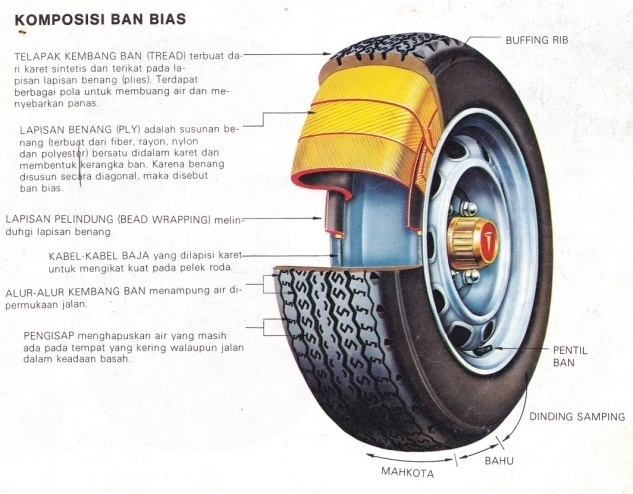 KOMPOSISI BAN BIAS
TELAPAK KEMBANG BAN (TREAD) terbuat da-
ri karet sintetis dan terikat pada la-
pisan lapisan benang (plies). Terdapat
berbagai pola untuk membuang air dan me-
nyebarkan panas.
BUFFING RIB
LAPISAN BENANG (PLY) adalah susunan be-
nang (terbuat dari fiber, rayon, nylon
dan polyester) bersatu didalam karet dan
membentuk kerangka ban. Karena benang
disusun secara diagonal, maka disebut
ban bias.
LAPISAN PELINDUNG (BEAD WRAPPING) melin-
duhgi lapisan benang.
KABEL-KABEL BAJA yang dilapisi karet
untuk mengikat kuat pada pelek roda.
ALUR-ALUR KEMBANG BAN menampung air di-
permukaan jalan.
PENGISAP menghapuskan air yang masih
ada pada tempat yang kering walaupun jalan
dalam keadaan basah.
PENTIL
BAN
DINDING SAMPING
BAHU
MAHKOTA